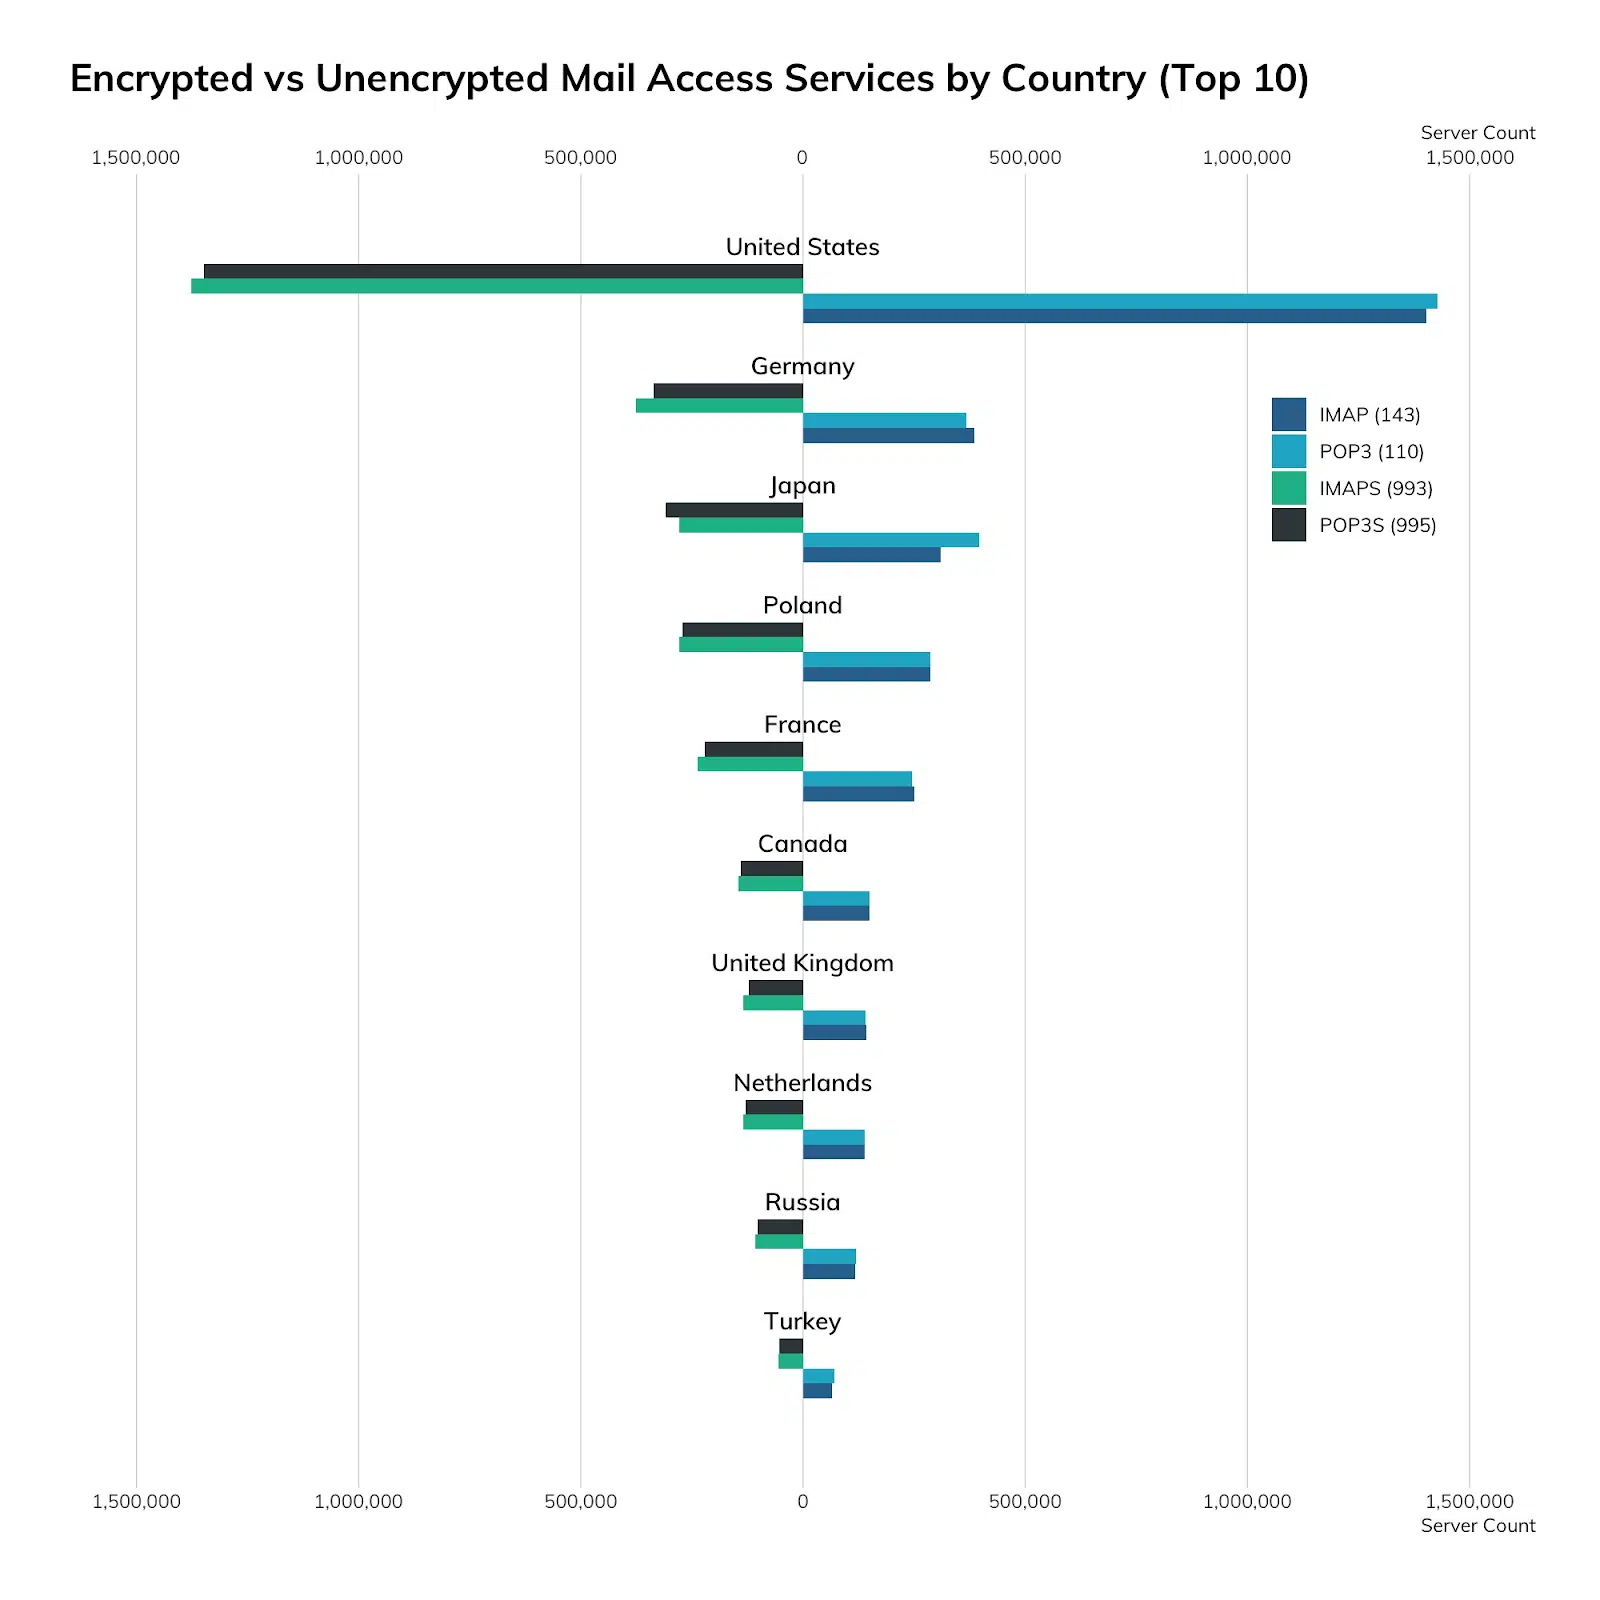 Encrypted vs Unencrypted Mail Access Services by Country (Top 10)
Server Count
1,500,000 1,000,000 500,000 0 500,000 1,000,000 1,500,000
United States
Germany
IMAP (143)
POP3 (110)
Japan
IMAPS (993)
POP3S (995)
Poland
France
Canada
United Kingdom
Netherlands
Russia
Turkey
1,500,000 1,000,000 500,000 0 500,000 1,000,000 1,500,000
Server Count